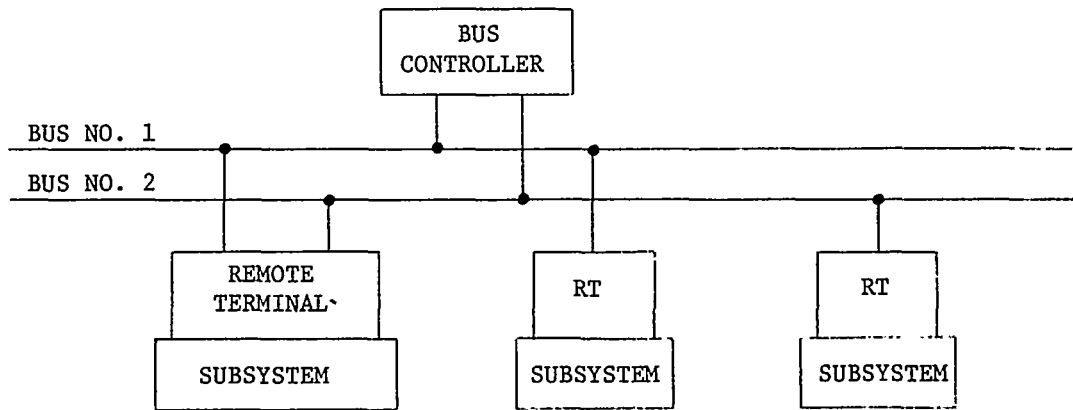 BUS
CONTROLLER
BUS NO. 1
BUS NO. 2
REMOTE
TERMINAL
RT
RT
SUBSYSTEM
SUBSYSTEM
SUBSYSTEM